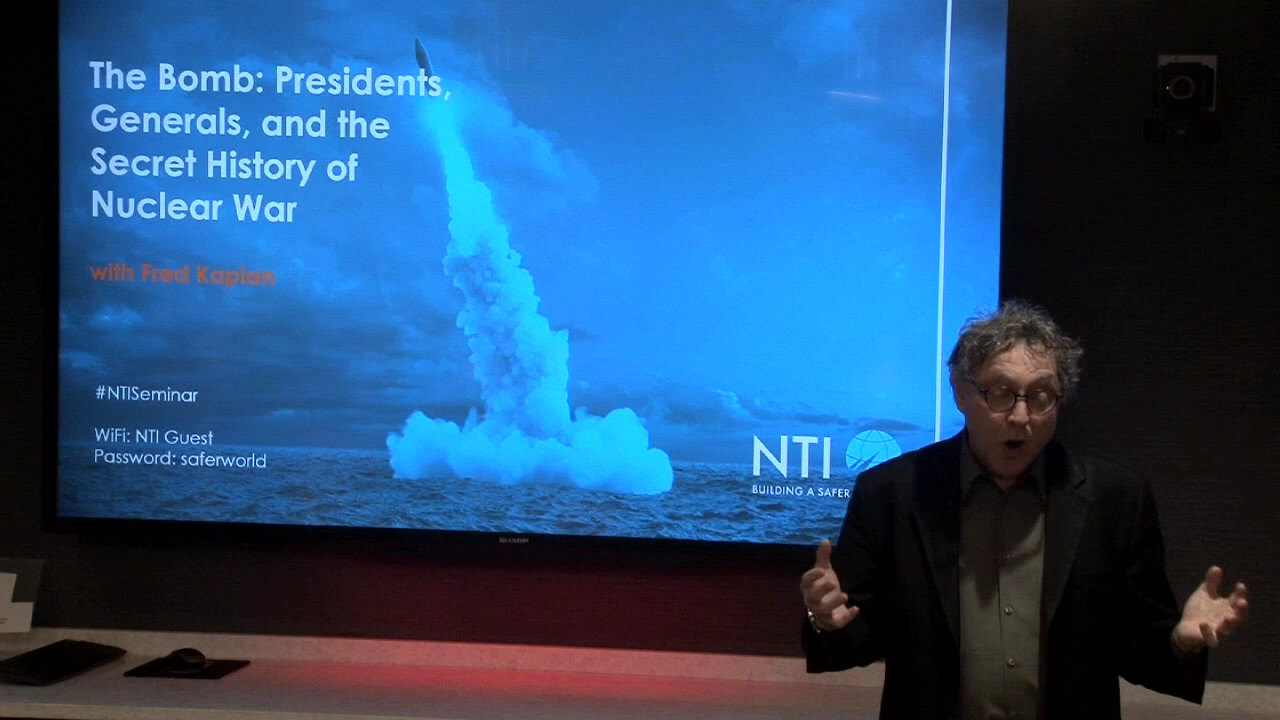 The Bomb: Presidents,
Generals, and the
Secret History of
Nuclear War
with Fred Kaplan
#NTISeminar
WiFi: NTI Guest
Password: saferworld
NTI
BUILDING A SAFER
SHARP